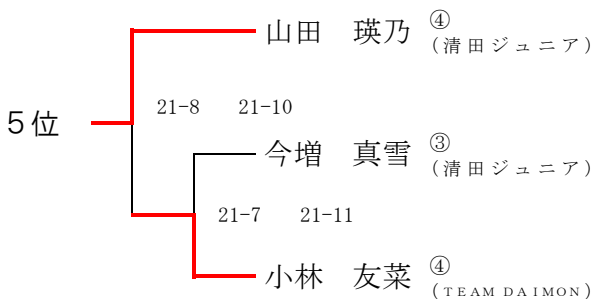 山田 瑛乃 ④
(清田ジュニア)
21-8 21-10
5位
今増 真雪 ③
(清田ジュニア)
21-7 21-11
小林 友菜 ④
(TEAM DAIMON)